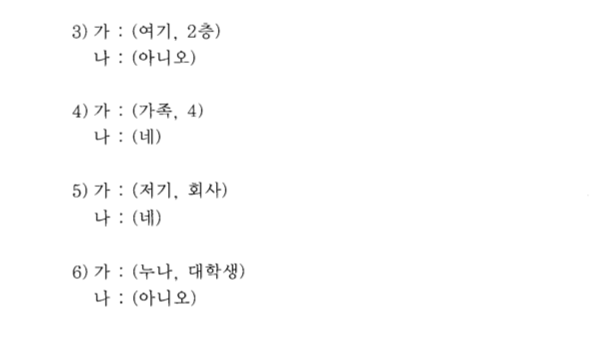 3) 가 : (여기, 2층)
나 : (아니오)
4) 가 : (가족, 4)
나 : (네)
5) 가 : (저기, 회사)
나 : (네)
6) 가 : (누나, 대학생)
나 : (아니오)